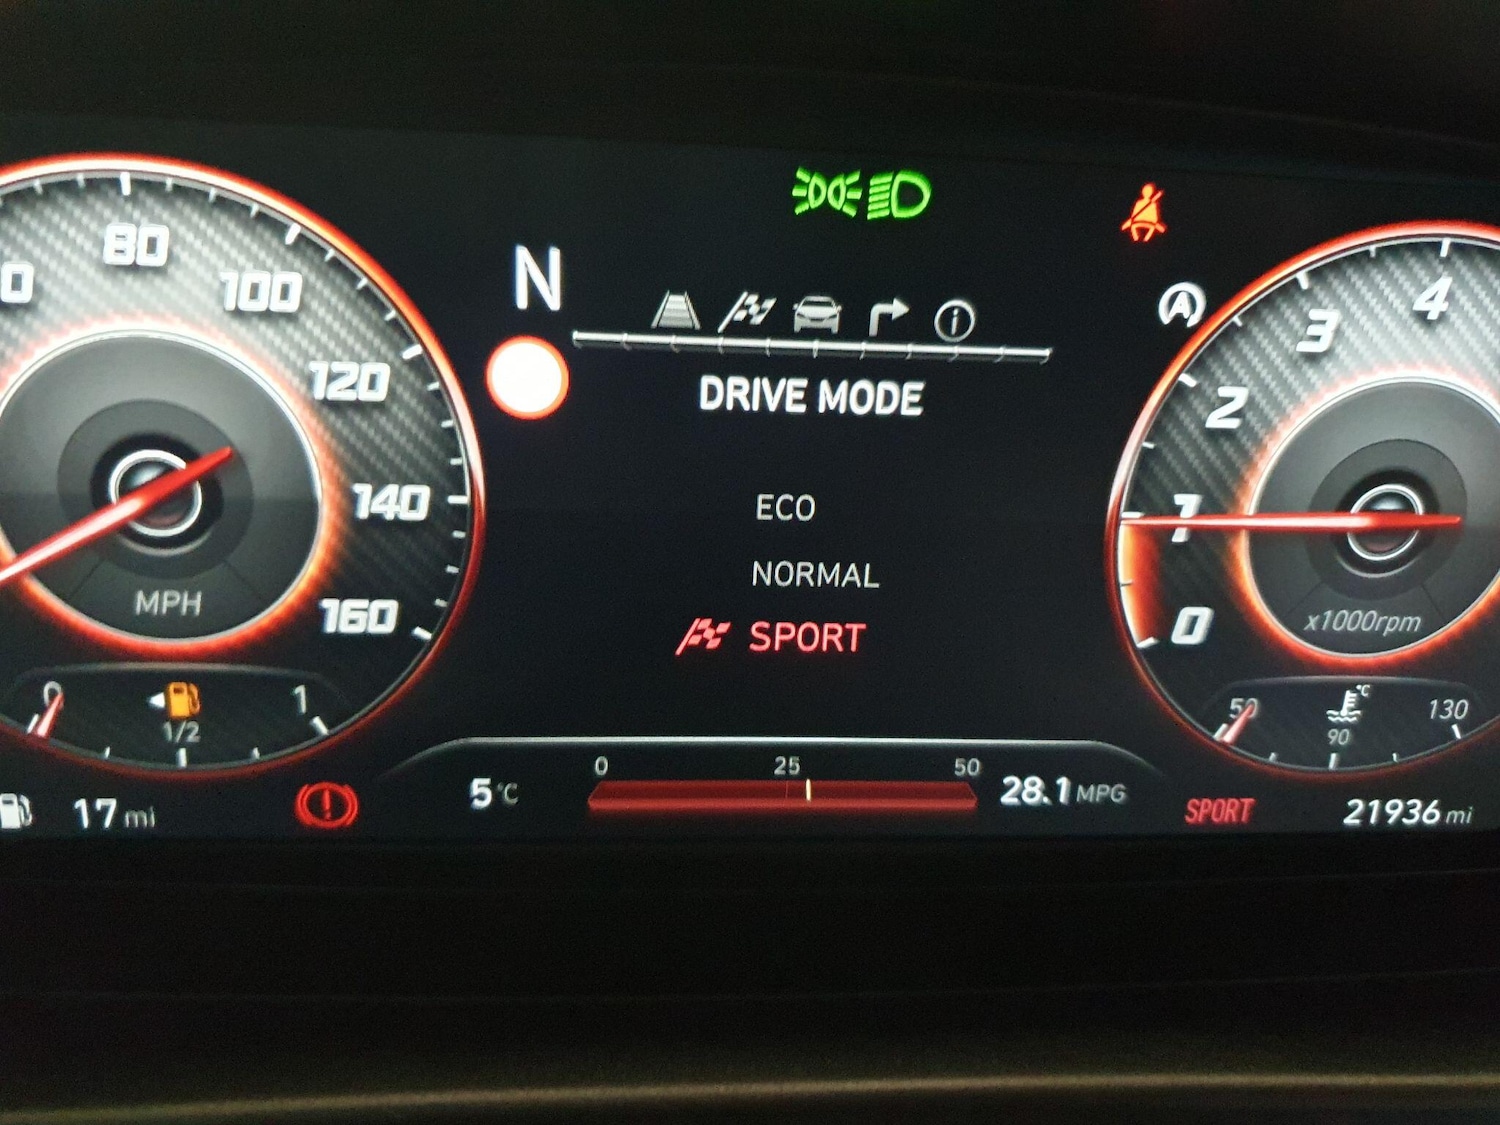 N
80
100
120
140
160
MPH
0
1/2
1
17 mi
DRIVE MODE
ECO
NORMAL
SPORT
0 25 50
5°C
28.1 MPG
A
4
3
2
1
0
x1000rpm
50
°C
90
130
SPORT
21936 mi